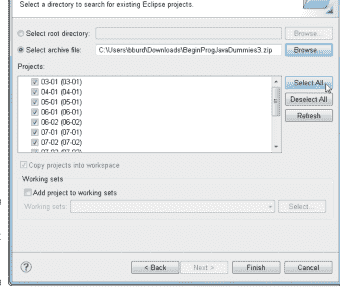 Select a directory to search for existing Eclipse projects.
Select root directory:
Browse...
Select archive file:
C:\Users\bburd\Downloads\BeginProgJavaDummies3.zip
Browse...
Projects:
03-01 (03-01)
04-01 (04-01)
05-01 (05-01)
06-01 (06-01)
06-02 (06-02)
07-01 (07-01)
07-02 (07-02)
Select All
Deselect All
Refresh
Copy projects into workspace
Working sets
Add project to working sets
Working sets:
Select...
?
< Back
Next >
Finish
Cancel